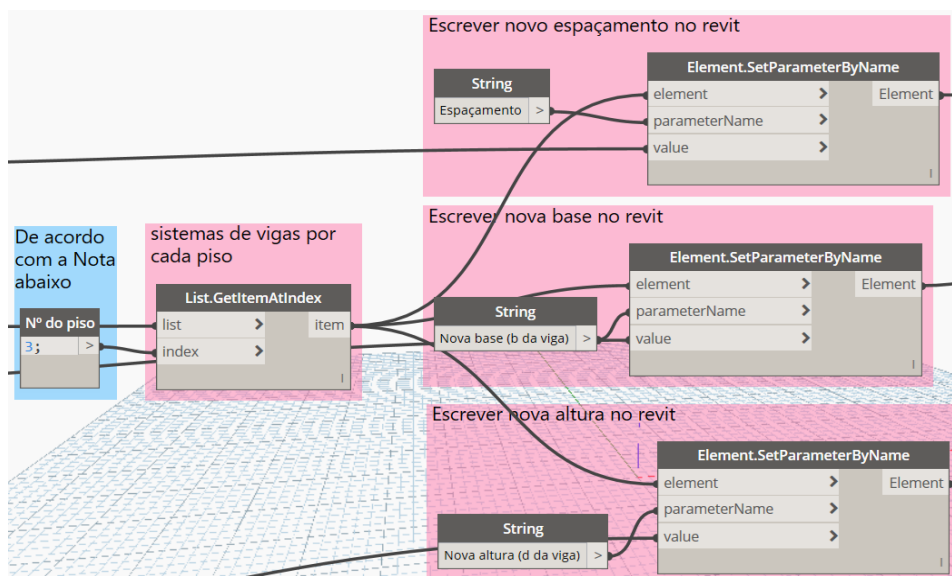 Escrever novo espaçamento no revit
Element.SetParameterByName
String
element > Element
Espaçamento >
parameterName >
value >
l
De acordo
com a Nota
abaixo
sistemas de vigas por
cada piso
Escrever nova base no revit
Element.SetParameterByName
element > Element
List.GetItemAtIndex
String
parameterName >
Nº do piso
list > item
Nova base (b da viga) >
value >
3; >
index >
l
l
Escrever nova altura no revit
Element.SetParameterByName
element > Element
parameterName >
String
value >
Nova altura (d da viga) >
l